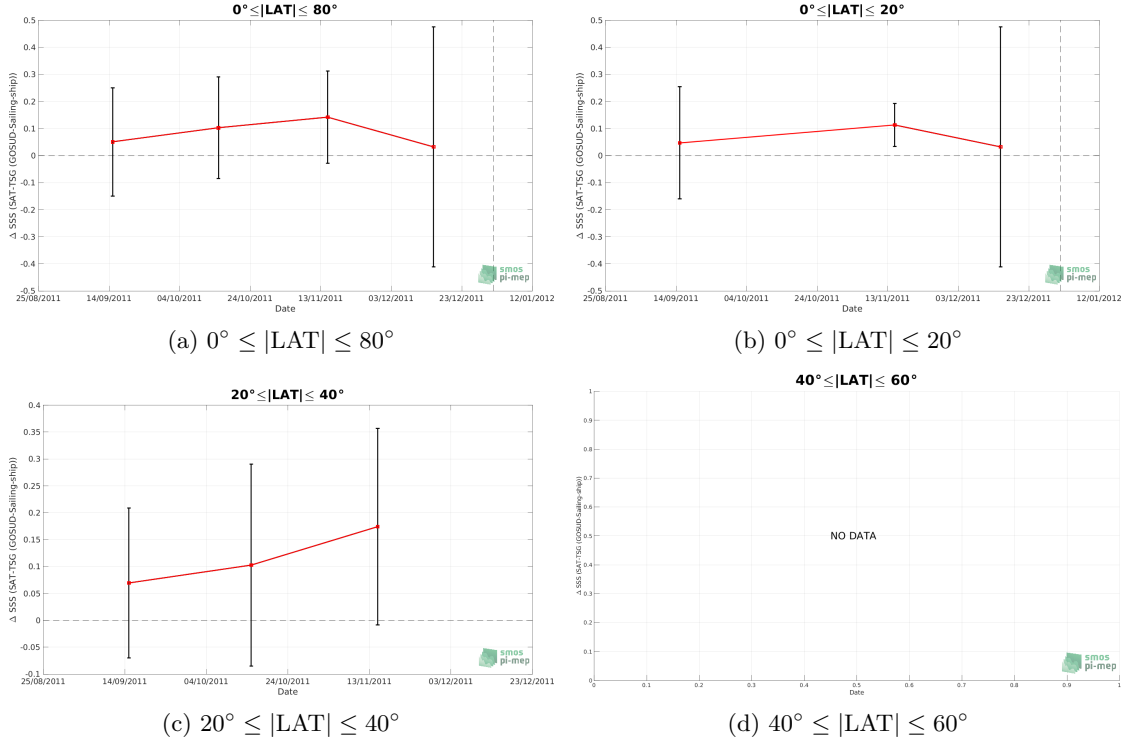 0°≤|LAT|≤ 80°
0.5
0.4
0.3
0.2
0.1
0
-0.1
-0.2
-0.3
-0.4
-0.5
Δ SSS (SAT-TSG (GOSUD-Sailing-ship))
25/08/2011 14/09/2011 04/10/2011 24/10/2011 13/11/2011 03/12/2011 23/12/2011 12/01/2012
Date
smos
pi-mep
(a) 0° ≤ |LAT| ≤ 80°
0°≤|LAT|≤ 20°
0.5
0.4
0.3
0.2
0.1
0
-0.1
-0.2
-0.3
-0.4
-0.5
Δ SSS (SAT-TSG (GOSUD-Sailing-ship))
25/08/2011 14/09/2011 04/10/2011 24/10/2011 13/11/2011 03/12/2011 23/12/2011 12/01/2012
Date
smos
pi-mep
(b) 0° ≤ |LAT| ≤ 20°
20°≤|LAT|≤ 40°
0.4
0.35
0.3
0.25
0.2
0.15
0.1
0.05
0
-0.05
-0.1
Δ SSS (SAT-TSG (GOSUD-Sailing-ship))
25/08/2011 14/09/2011 04/10/2011 24/10/2011 13/11/2011 03/12/2011 23/12/2011
Date
smos
pi-mep
(c) 20° ≤ |LAT| ≤ 40°
40°≤|LAT|≤ 60°
1
0.9
0.8
0.7
0.6
0.5
0.4
0.3
0.2
0.1
0
Δ SSS (SAT-TSG (GOSUD-Sailing-ship))
NO DATA
0 0.1 0.2 0.3 0.4 0.5 0.6 0.7 0.8 0.9 1
Date
smos
pi-mep
(d) 40° ≤ |LAT| ≤ 60°